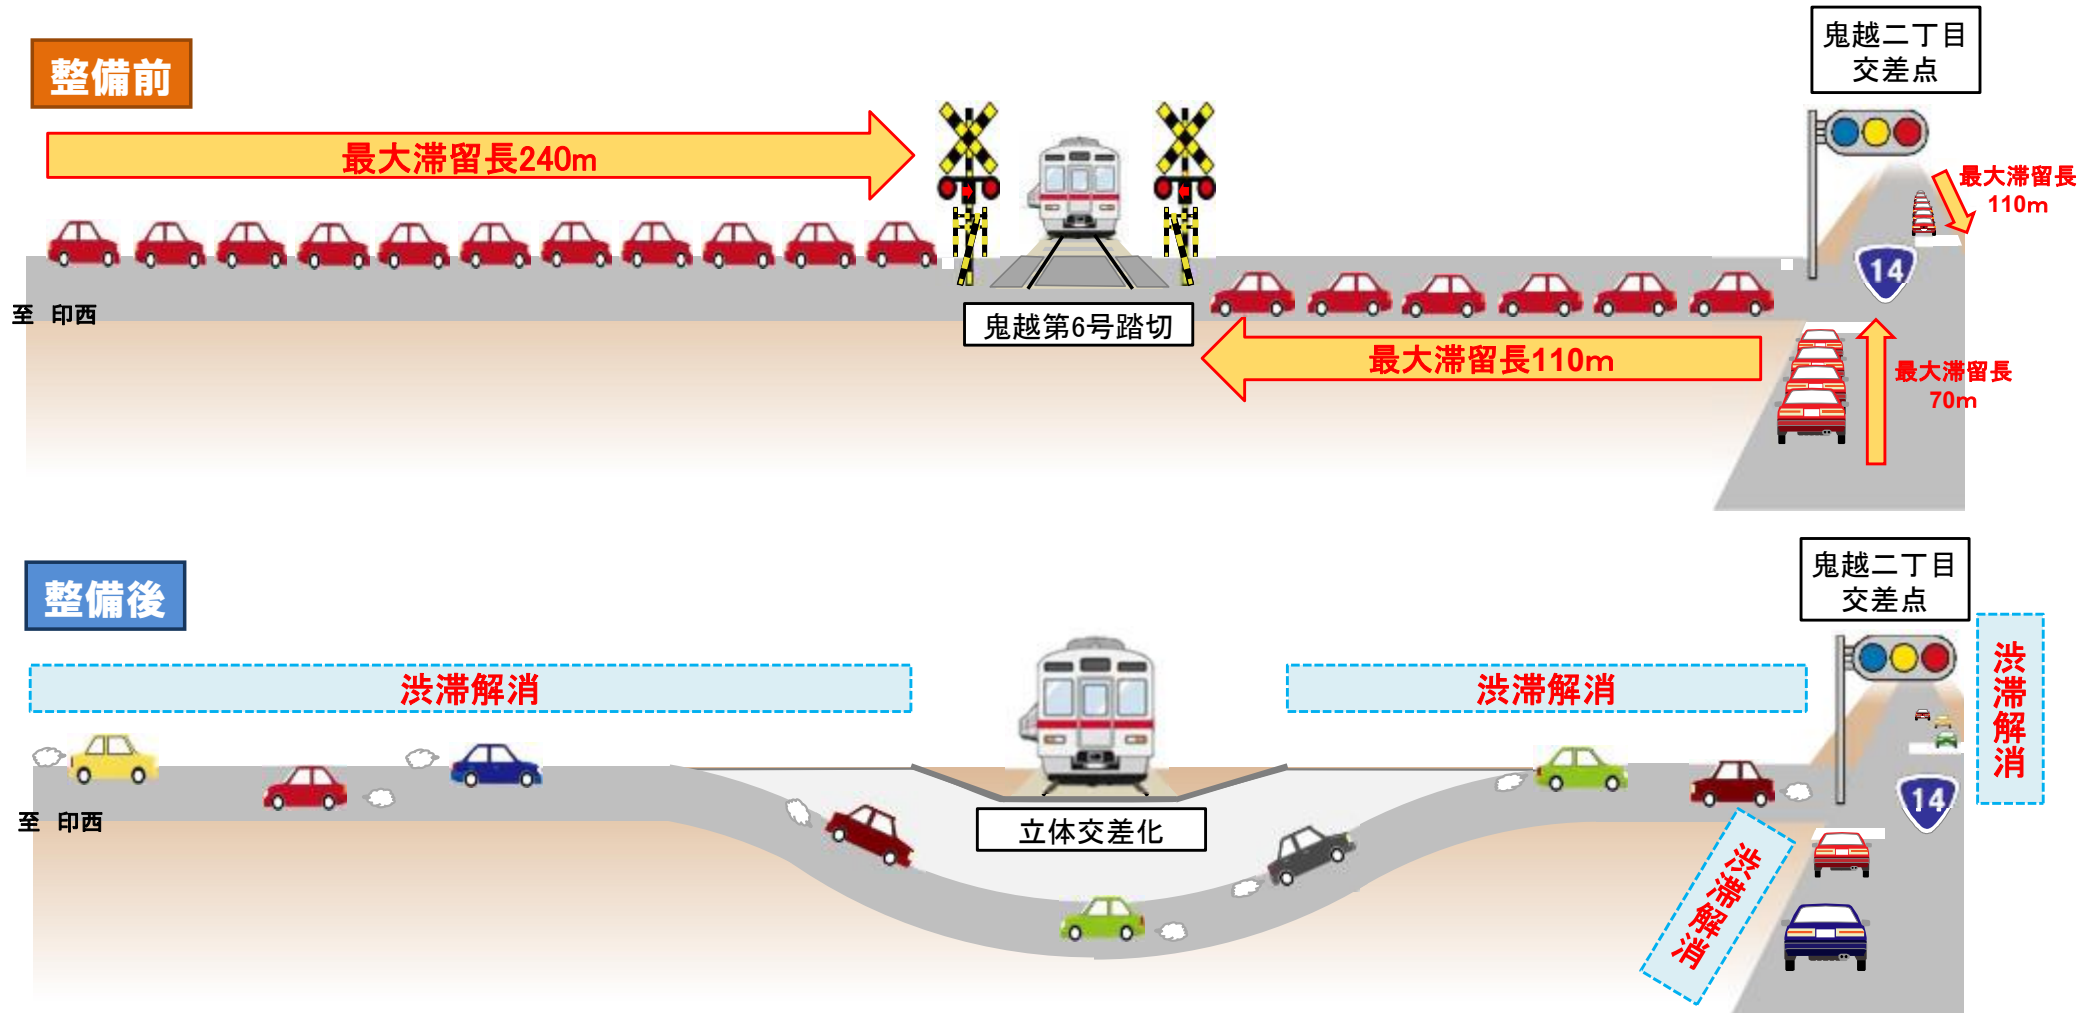 整備前
最大滞留長240m
鬼越二丁目
交差点
最大滞留長
110m
14
至 印西
鬼越第6号踏切
最大滞留長110m
最大滞留長
70m
整備後
鬼越二丁目
交差点
渋滞解消
渋滞解消
渋滞解消
至 印西
立体交差化
14
渋滞解消